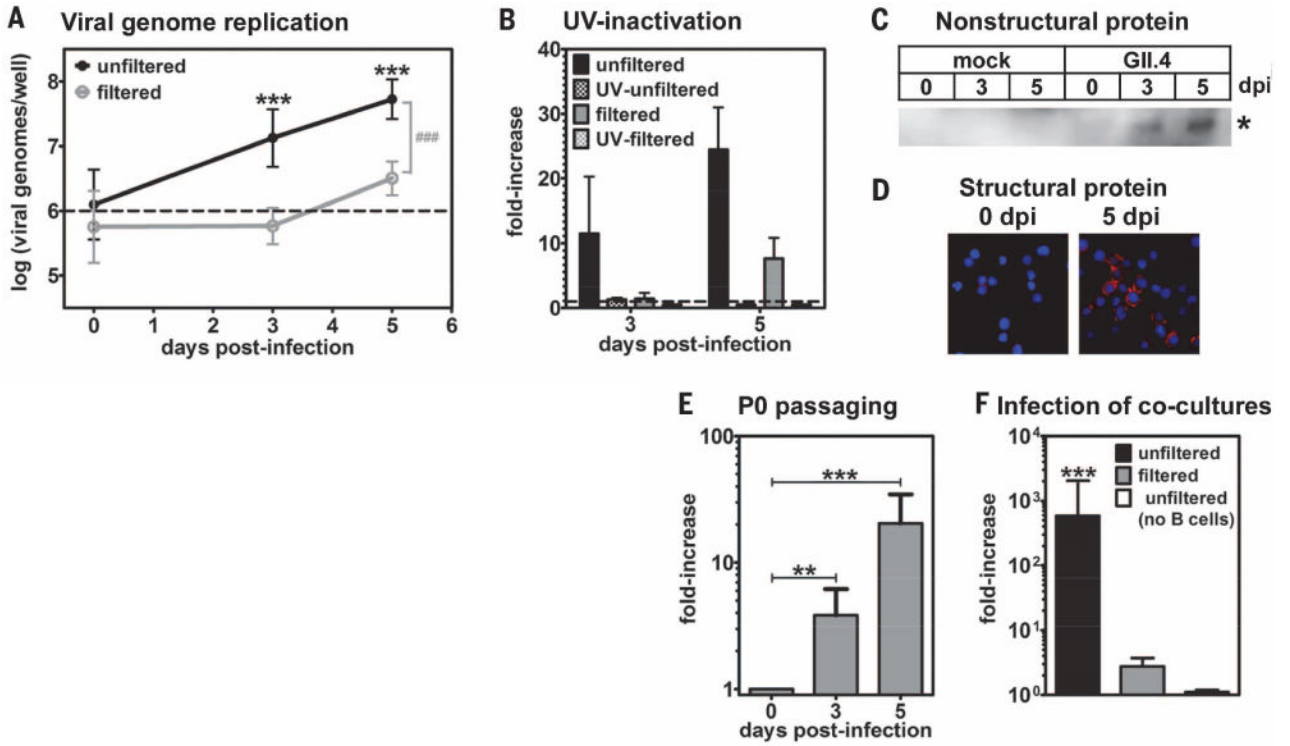 A Viral genome replication
log (viral genomes/well)
8
7
6
5
unfiltered
filtered
***
***
###
0 1 2 3 4 5 6
days post-infection
B UV-inactivation
fold-increase
40
30
20
10
0
unfiltered
UV-unfiltered
filtered
UV-filtered
3 5
days post-infection
C Nonstructural protein
mock GII.4
0 3 5 0 3 5 dpi
*
D Structural protein
0 dpi 5 dpi
E P0 passaging
fold-increase
100
10
1
***
**
0 3 5
days post-infection
F Infection of co-cultures
fold-increase
10⁴
10³
10²
10¹
10⁰
***
unfiltered
filtered
unfiltered
(no B cells)